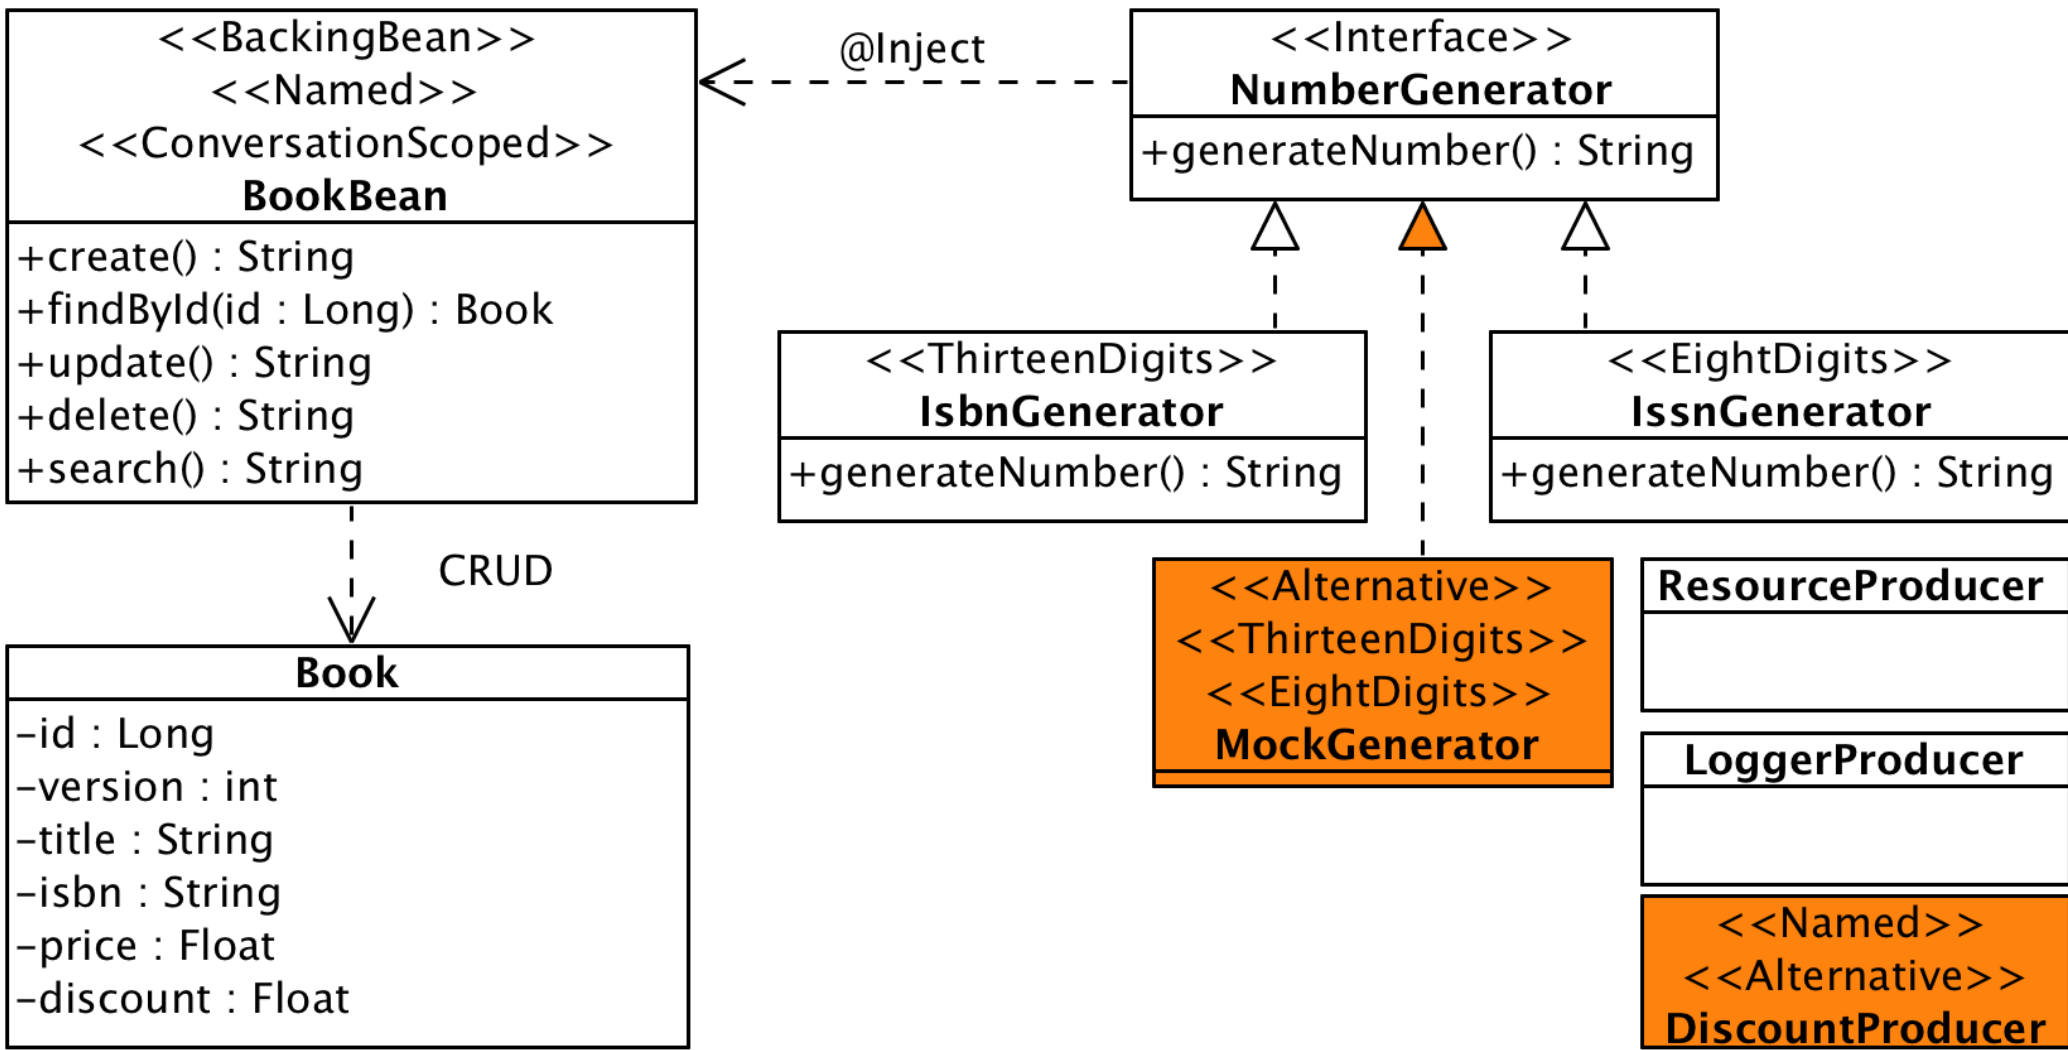 <<BackingBean>>
<<Named>>
<<ConversationScoped>>
BookBean
+create() : String
+findById(id : Long) : Book
+update() : String
+delete() : String
+search() : String
@Inject
<<Interface>>
NumberGenerator
+generateNumber() : String
<<ThirteenDigits>>
IsbnGenerator
+generateNumber() : String
<<EightDigits>>
IssnGenerator
+generateNumber() : String
CRUD
Book
-id : Long
-version : int
-title : String
-isbn : String
-price : Float
-discount : Float
<<Alternative>>
<<ThirteenDigits>>
<<EightDigits>>
MockGenerator
ResourceProducer
LoggerProducer
<<Named>>
<<Alternative>>
DiscountProducer